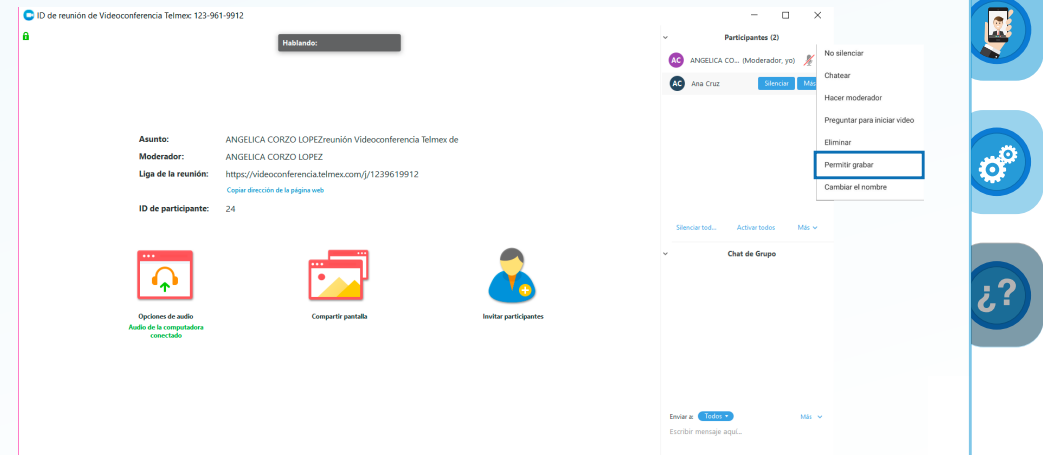 ID de reunión de Videoconferencia Telmex: 123-961-9912
Hablando:
Asunto: ANGELICA CORZO LOPEZreunión Videoconferencia Telmex de
Moderador: ANGELICA CORZO LOPEZ
Liga de la reunión: https://videoconferencia.telmex.com/j/1239619912
Copiar dirección de la página web
ID de participante: 24
Opciones de audio
Audio de la computadora
conectado
Compartir pantalla
Invitar participantes
Participantes (2)
AC ANGELICA CO... (Moderador, yo)
AC Ana Cruz Silenciar Más
No silenciar
Chatear
Hacer moderador
Preguntar para iniciar video
Eliminar
Permitir grabar
Cambiar el nombre
Silenciar tod... Activar todos Más
Chat de Grupo
Enviar a: Todos Más
Escribir mensaje aquí...
¿?